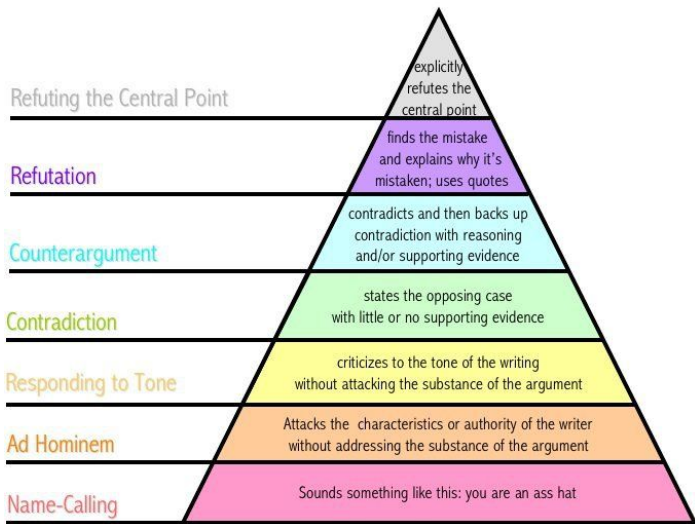 explicitly
refutes the
central point
Refuting the Central Point
finds the mistake
and explains why it's
mistaken; uses quotes
Refutation
contradicts and then backs up
contradiction with reasoning
and/or supporting evidence
Counterargument
states the opposing case
with little or no supporting evidence
Contradiction
criticizes to the tone of the writing
without attacking the substance of the argument
Responding to Tone
Attacks the characteristics or authority of the writer
without addressing the substance of the argument
Ad Hominem
Sounds something like this: you are an ass hat
Name-Calling